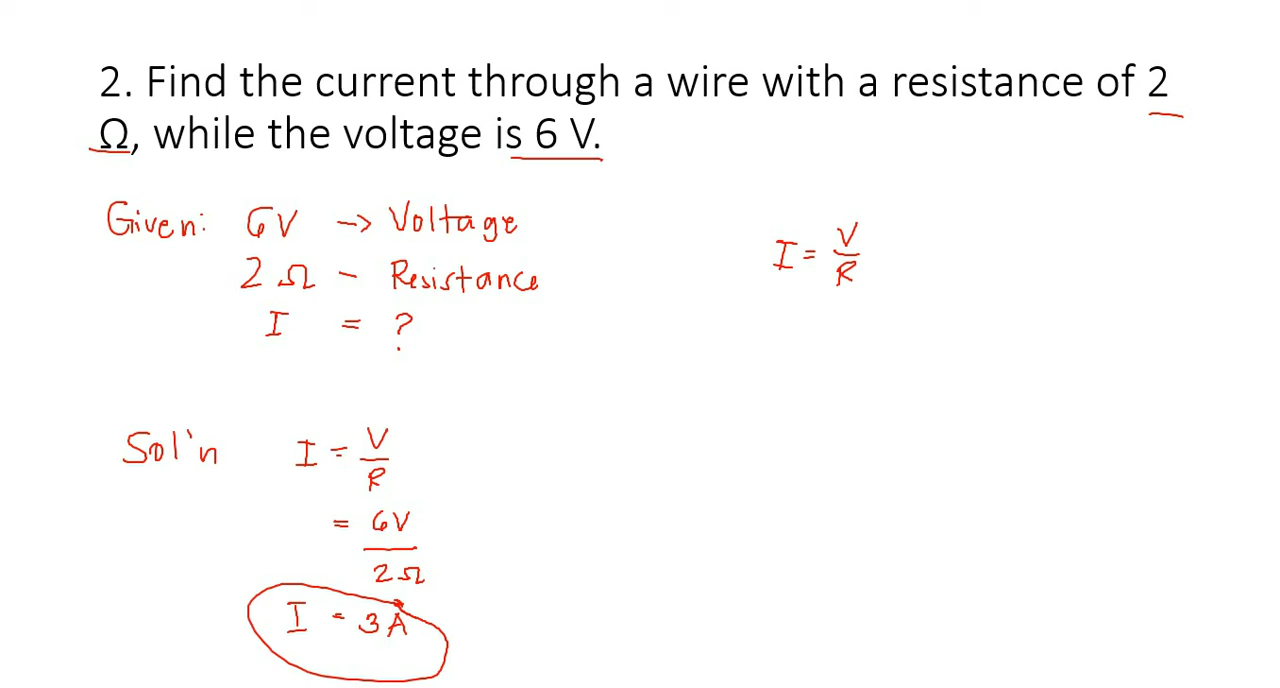 2. Find the current through a wire with a resistance of 2
Ω, while the voltage is 6 V.
Given: 6V -> Voltage
2 Ω - Resistance
I = ?
I = V/R
Sol'n I = V/R
= 6V
2Ω
I = 3A